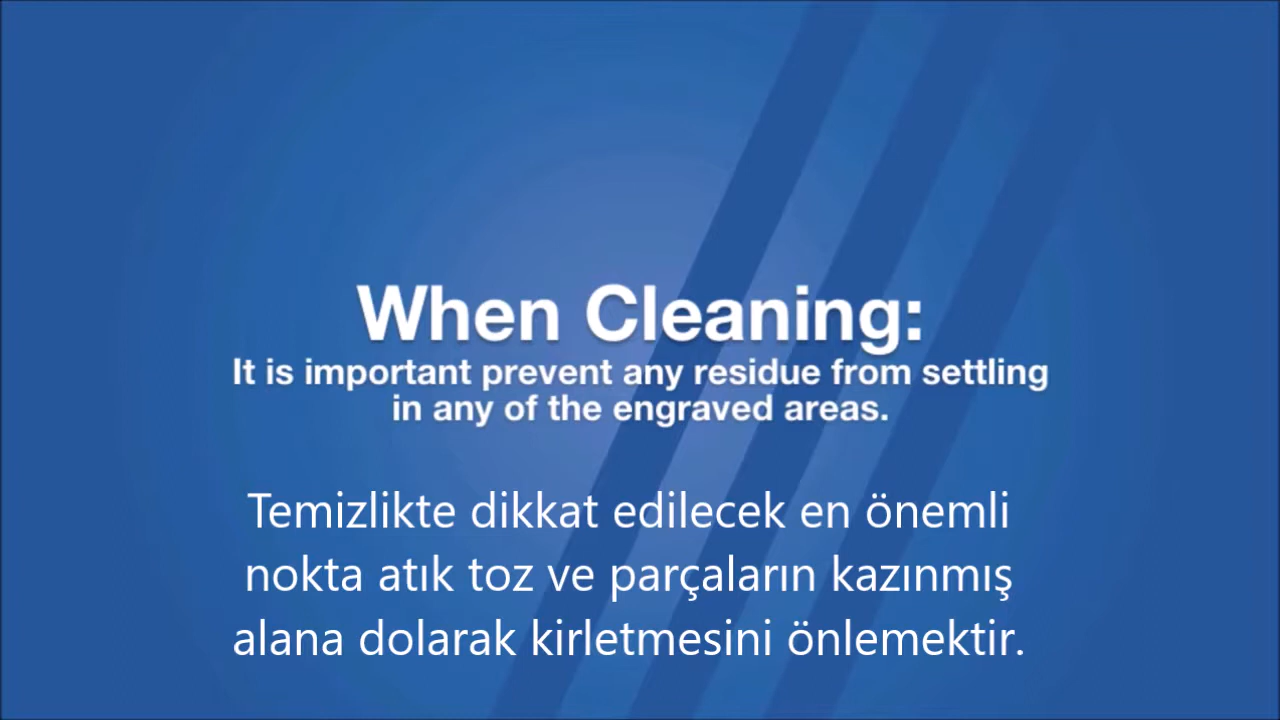 When Cleaning:
It is important prevent any residue from settling
in any of the engraved areas.
Temizlikte dikkat edilecek en önemli
nokta atık toz ve parçaların kazınmış
alana dolarak kirletmesini önlemektir.